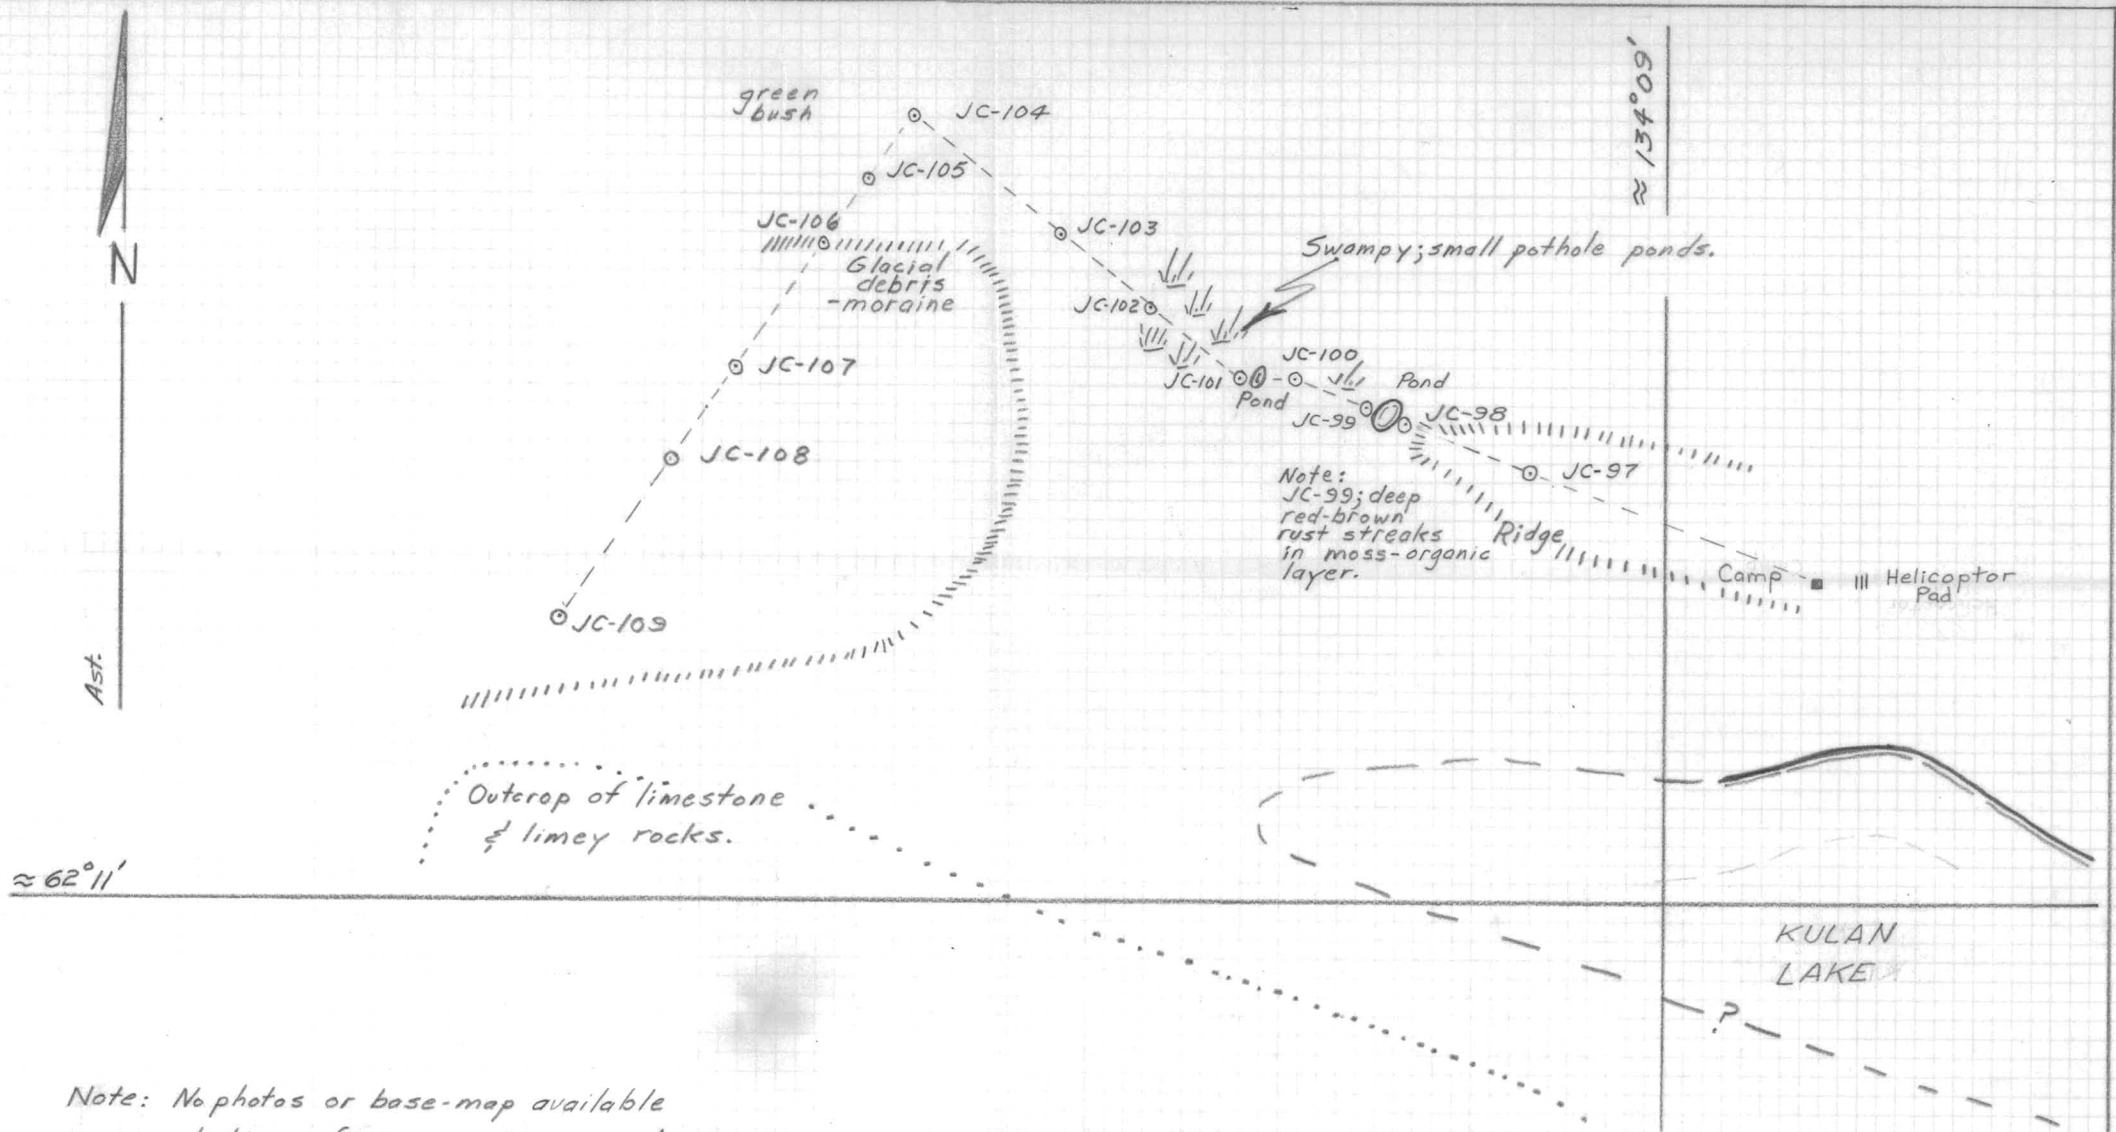 green
bush
JC-104
≈ 134°09'
JC-105
JC-106
JC-103
N
Glacial
debris
-moraine
Swampy; small pothole ponds.
JC-102
JC-107
JC-100
JC-101
Pond
Pond
JC-99
JC-98
JC-108
JC-97
Note:
JC-99; deep
red-brown
rust streaks
in moss-organic
layer.
Ridge
Camp
Helicoptor
Pad
JC-109
Ast.
Outcrop of limestone
& limey rocks.
≈ 62°11'
KULAN
LAKE
?
Note: No photos or base-map available